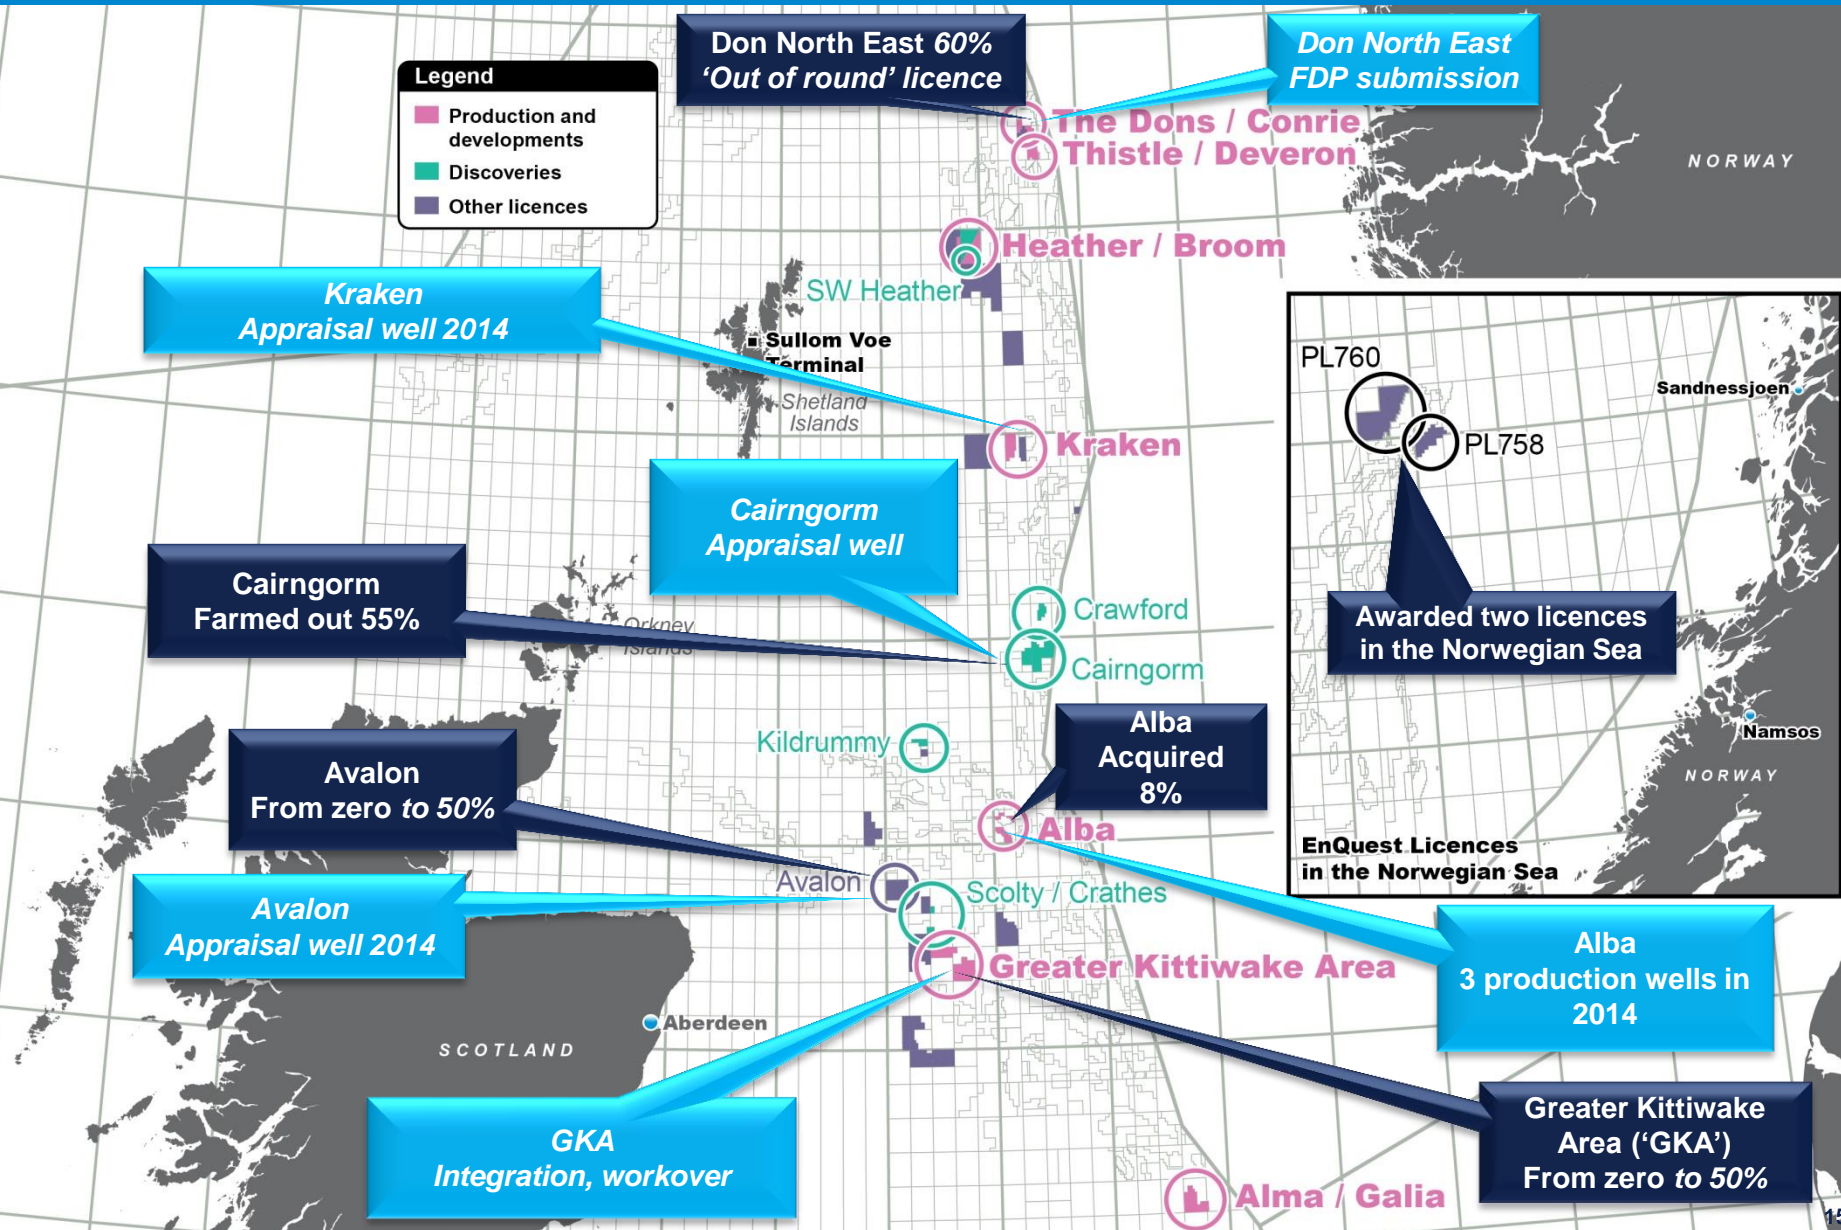 Don North East 60%
‘Out of round’ licence
Don North East
FDP submission
Legend
Production and
developments
Discoveries
Other licences
The Dons / Conrie
Thistle / Deveron
NORWAY
Heather / Broom
SW Heather
Kraken
Appraisal well 2014
Sullom Voe
Terminal
Shetland
Islands
Kraken
PL760
Sandnessjoen
PL758
Cairngorm
Appraisal well
Cairngorm
Farmed out 55%
Orkney
Islands
Crawford
Cairngorm
Awarded two licences
in the Norwegian Sea
Namsos
NORWAY
EnQuest Licences
in the Norwegian Sea
Kildrummy
Alba
Acquired
8%
Avalon
From zero to 50%
Alba
Avalon
Scolty / Crathes
Avalon
Appraisal well 2014
Greater Kittiwake Area
Alba
3 production wells in
2014
Aberdeen
SCOTLAND
GKA
Integration, workover
Greater Kittiwake
Area (‘GKA’)
From zero to 50%
Alma / Galia
15